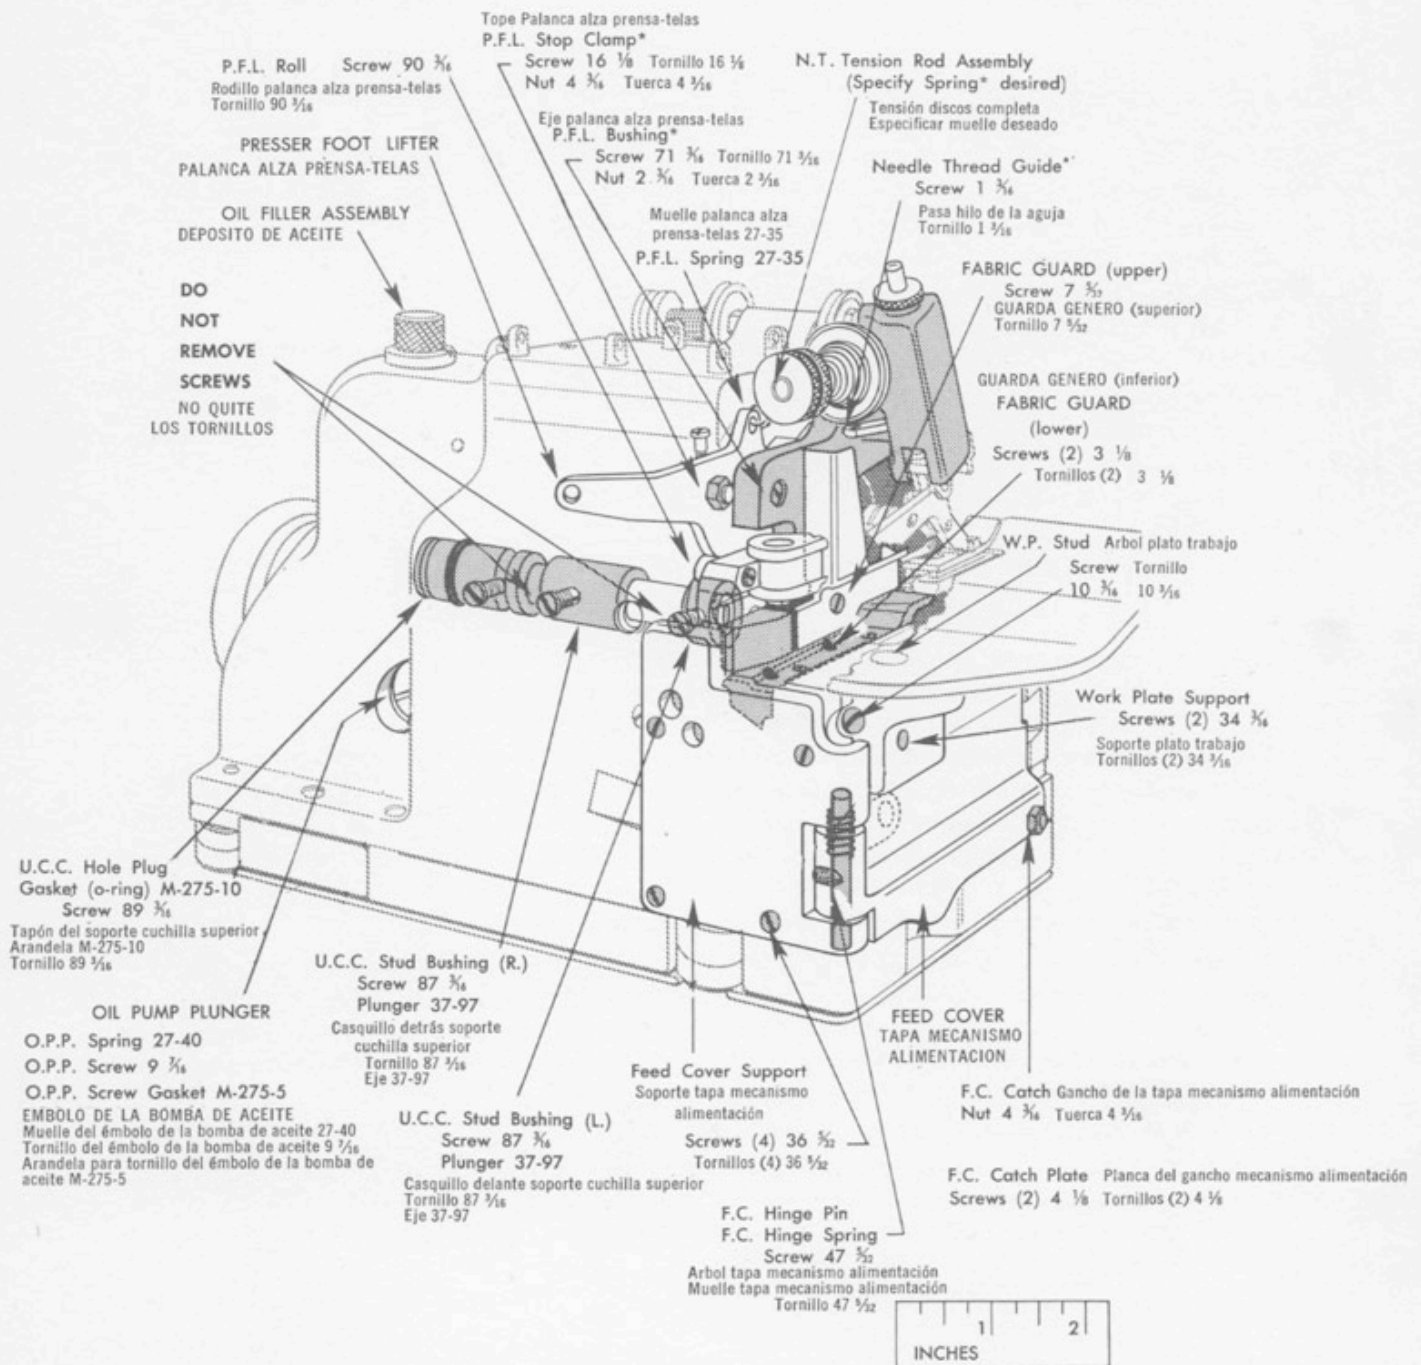 Tope Palanca alza prensa-telas
P.F.L. Stop Clamp*
Screw 16 ⅛ Tornillo 16 ⅛
Nut 4 3/16 Tuerca 4 3/16
P.F.L. Roll Screw 90 3/16
Rodillo palanca alza prensa-telas
Tornillo 90 3/16
N.T. Tension Rod Assembly
(Specify Spring* desired)
Tensión discos completa
Especificar muelle deseado
Eje palanca alza prensa-telas
P.F.L. Bushing*
Screw 71 3/16 Tornillo 71 3/16
Nut 2 3/16 Tuerca 2 3/16
PRESSER FOOT LIFTER
PALANCA ALZA PRENSA-TELAS
Needle Thread Guide*
Screw 1 3/16
Pasa hilo de la aguja
Tornillo 1 3/16
OIL FILLER ASSEMBLY
DEPOSITO DE ACEITE
Muelle palanca alza
prensa-telas 27-35
P.F.L. Spring 27-35
FABRIC GUARD (upper)
Screw 7 5/32
GUARDA GENERO (superior)
Tornillo 7 5/32
DO
NOT
REMOVE
SCREWS
NO QUITE
LOS TORNILLOS
GUARDA GENERO (inferior)
FABRIC GUARD
(lower)
Screws (2) 3 ⅛
Tornillos (2) 3 ⅛
W.P. Stud Arbol plato trabajo
Screw Tornillo
10 3/16 10 3/16
Work Plate Support
Screws (2) 34 3/16
Soporte plato trabajo
Tornillos (2) 34 3/16
U.C.C. Hole Plug
Gasket (o-ring) M-275-10
Screw 89 3/16
Tapón del soporte cuchilla superior
Arandela M-275-10
Tornillo 89 3/16
OIL PUMP PLUNGER
O.P.P. Spring 27-40
O.P.P. Screw 9 7/16
O.P.P. Screw Gasket M-275-5
EMBOLO DE LA BOMBA DE ACEITE
Muelle del émbolo de la bomba de aceite 27-40
Tornillo del émbolo de la bomba de aceite 9 7/16
Arandela para tornillo del émbolo de la bomba de
aceite M-275-5
U.C.C. Stud Bushing (R.)
Screw 87 3/16
Plunger 37-97
Casquillo detrás soporte
cuchilla superior
Tornillo 87 3/16
Eje 37-97
U.C.C. Stud Bushing (L.)
Screw 87 3/16
Plunger 37-97
Casquillo delante soporte cuchilla superior
Tornillo 87 3/16
Eje 37-97
Feed Cover Support
Soporte tapa mecanismo
alimentación
Screws (4) 36 5/32
Tornillos (4) 36 5/32
FEED COVER
TAPA MECANISMO
ALIMENTACION
F.C. Catch Gancho de la tapa mecanismo alimentación
Nut 4 3/16 Tuerca 4 3/16
F.C. Catch Plate Planca del gancho mecanismo alimentación
Screws (2) 4 ⅛ Tornillos (2) 4 ⅛
F.C. Hinge Pin
F.C. Hinge Spring
Screw 47 5/32
Arbol tapa mecanismo alimentación
Muelle tapa mecanismo alimentación
Tornillo 47 5/32
1 2
INCHES